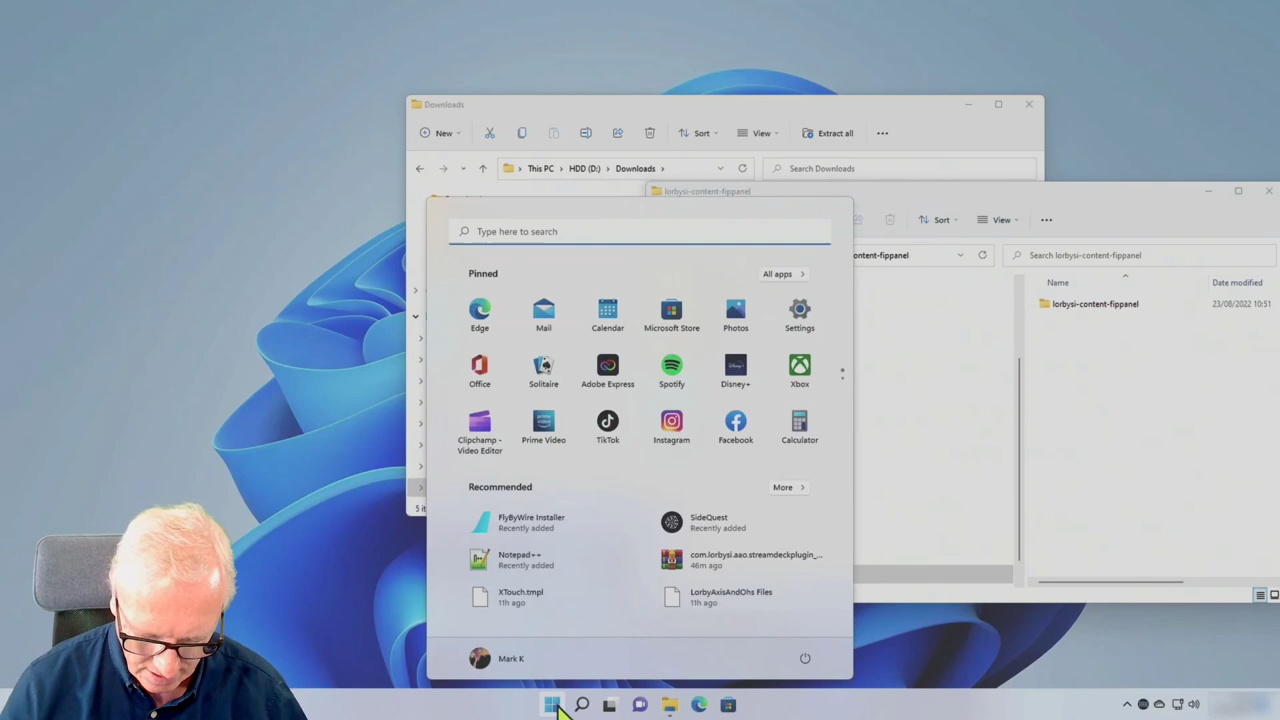 Downloads
New
Sort
View
Extract all
This PC > HDD (D:) > Downloads >
Search Downloads
lorbysi-content-fippanel
Sort
View
content-fippanel
Search lorbysi-content-fippanel
Name
Date modified
lorbysi-content-fippanel
23/08/2022 10:51
Type here to search
Pinned
All apps >
Edge
Mail
Calendar
Microsoft Store
Photos
Settings
Office
Solitaire
Adobe Express
Spotify
Disney+
Xbox
Clipchamp -
Video Editor
Prime Video
TikTok
Instagram
Facebook
Calculator
Recommended
More >
FlyByWire Installer
Recently added
SideQuest
Recently added
Notepad++
Recently added
com.lorbysi.aao.streamdeckplugin_...
46m ago
XTouch.tmpl
11h ago
LorbyAxisAndOhs Files
11h ago
Mark K